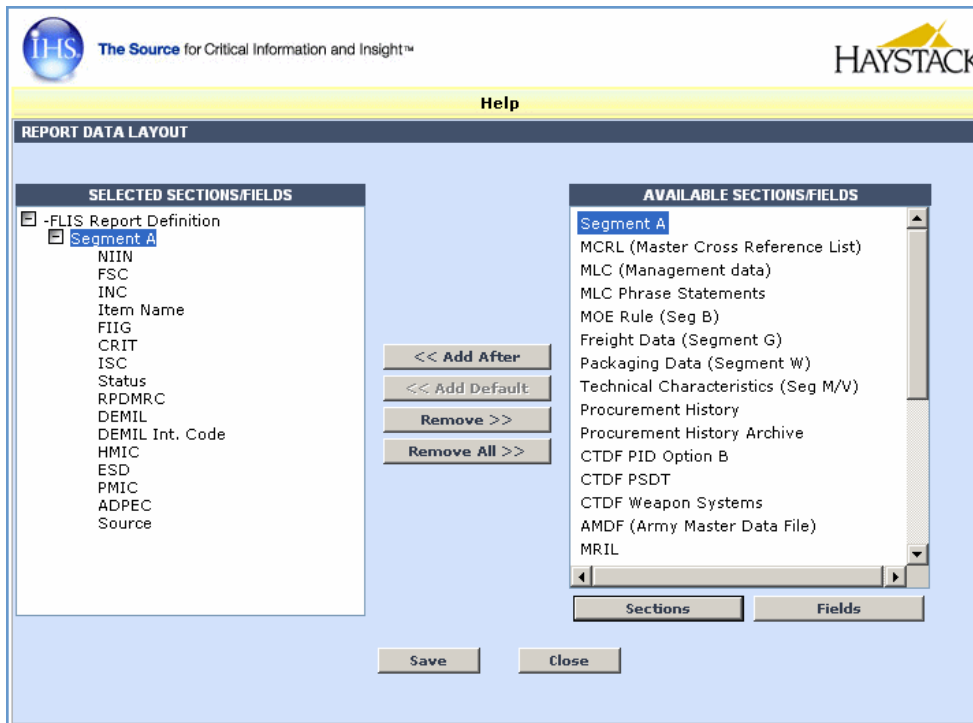 IHS The Source for Critical Information and Insight™
HAYSTACK
Help
REPORT DATA LAYOUT
SELECTED SECTIONS/FIELDS
-FLIS Report Definition
Segment A
NIIN
FSC
INC
Item Name
FIIG
CRIT
ISC
Status
RPDMRC
DEMIL
DEMIL Int. Code
HMIC
ESD
PMIC
ADPEC
Source
<< Add After
<< Add Default
Remove >>
Remove All >>
AVAILABLE SECTIONS/FIELDS
Segment A
MCRL (Master Cross Reference List)
MLC (Management data)
MLC Phrase Statements
MOE Rule (Seg B)
Freight Data (Segment G)
Packaging Data (Segment W)
Technical Characteristics (Seg M/V)
Procurement History
Procurement History Archive
CTDF PID Option B
CTDF PSDT
CTDF Weapon Systems
AMDF (Army Master Data File)
MRIL
Sections
Fields
Save
Close